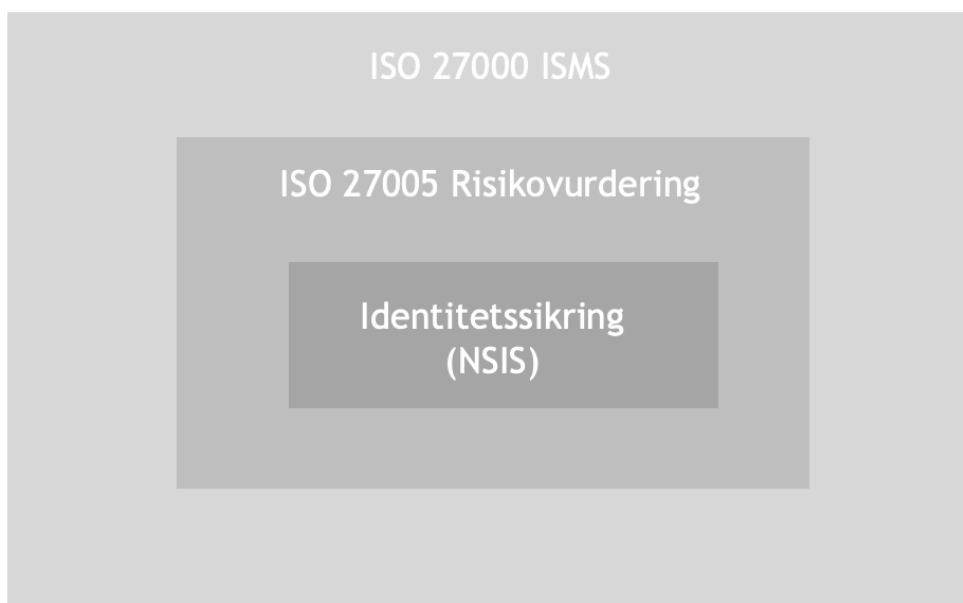 ISO 27000 ISMS
ISO 27005 Risikovurdering
Identitetssikring
(NSIS)